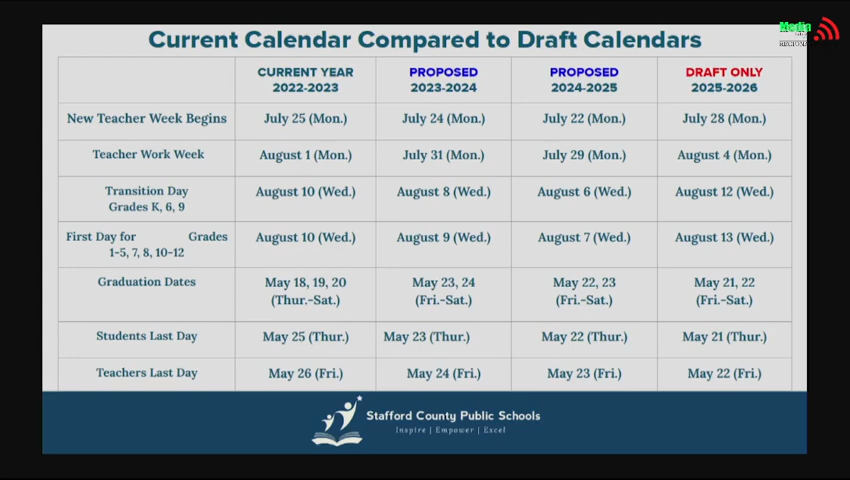 Current Calendar Compared to Draft Calendars
Media
CURRENT YEAR 2022-2023 PROPOSED 2023-2024 PROPOSED 2024-2025 DRAFT ONLY 2025-2026
New Teacher Week Begins July 25 (Mon.) July 24 (Mon.) July 22 (Mon.) July 28 (Mon.)
Teacher Work Week August 1 (Mon.) July 31 (Mon.) July 29 (Mon.) August 4 (Mon.)
Transition Day Grades K, 6, 9 August 10 (Wed.) August 8 (Wed.) August 6 (Wed.) August 12 (Wed.)
First Day for Grades 1-5, 7, 8, 10-12 August 10 (Wed.) August 9 (Wed.) August 7 (Wed.) August 13 (Wed.)
Graduation Dates May 18, 19, 20 (Thur.-Sat.) May 23, 24 (Fri.-Sat.) May 22, 23 (Fri.-Sat.) May 21, 22 (Fri.-Sat.)
Students Last Day May 25 (Thur.) May 23 (Thur.) May 22 (Thur.) May 21 (Thur.)
Teachers Last Day May 26 (Fri.) May 24 (Fri.) May 23 (Fri.) May 22 (Fri.)
Stafford County Public Schools
Inspire | Empower | Excel